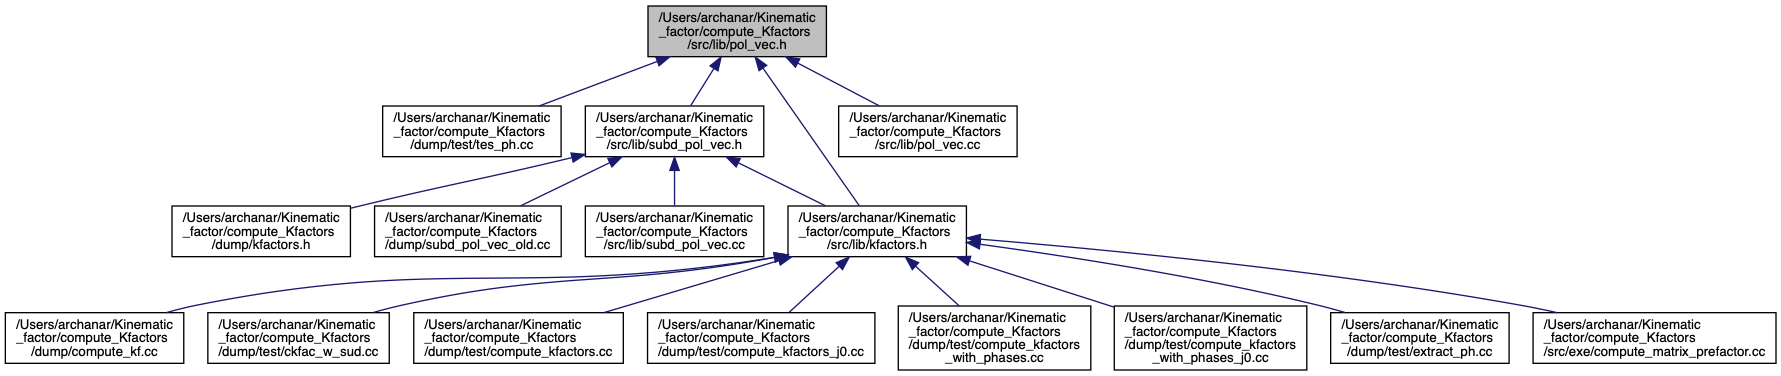 /Users/archanar/Kinematic
_factor/compute_Kfactors
/src/lib/pol_vec.h
/Users/archanar/Kinematic
_factor/compute_Kfactors
/dump/test/tes_ph.cc
/Users/archanar/Kinematic
_factor/compute_Kfactors
/src/lib/subd_pol_vec.h
/Users/archanar/Kinematic
_factor/compute_Kfactors
/src/lib/pol_vec.cc
/Users/archanar/Kinematic
_factor/compute_Kfactors
/dump/kfactors.h
/Users/archanar/Kinematic
_factor/compute_Kfactors
/dump/subd_pol_vec_old.cc
/Users/archanar/Kinematic
_factor/compute_Kfactors
/src/lib/subd_pol_vec.cc
/Users/archanar/Kinematic
_factor/compute_Kfactors
/src/lib/kfactors.h
/Users/archanar/Kinematic
_factor/compute_Kfactors
/dump/compute_kf.cc
/Users/archanar/Kinematic
_factor/compute_Kfactors
/dump/test/ckfac_w_sud.cc
/Users/archanar/Kinematic
_factor/compute_Kfactors
/dump/test/compute_kfactors.cc
/Users/archanar/Kinematic
_factor/compute_Kfactors
/dump/test/compute_kfactors_j0.cc
/Users/archanar/Kinematic
_factor/compute_Kfactors
/dump/test/compute_kfactors
_with_phases.cc
/Users/archanar/Kinematic
_factor/compute_Kfactors
/dump/test/compute_kfactors
_with_phases_j0.cc
/Users/archanar/Kinematic
_factor/compute_Kfactors
/dump/test/extract_ph.cc
/Users/archanar/Kinematic
_factor/compute_Kfactors
/src/exe/compute_matrix_prefactor.cc